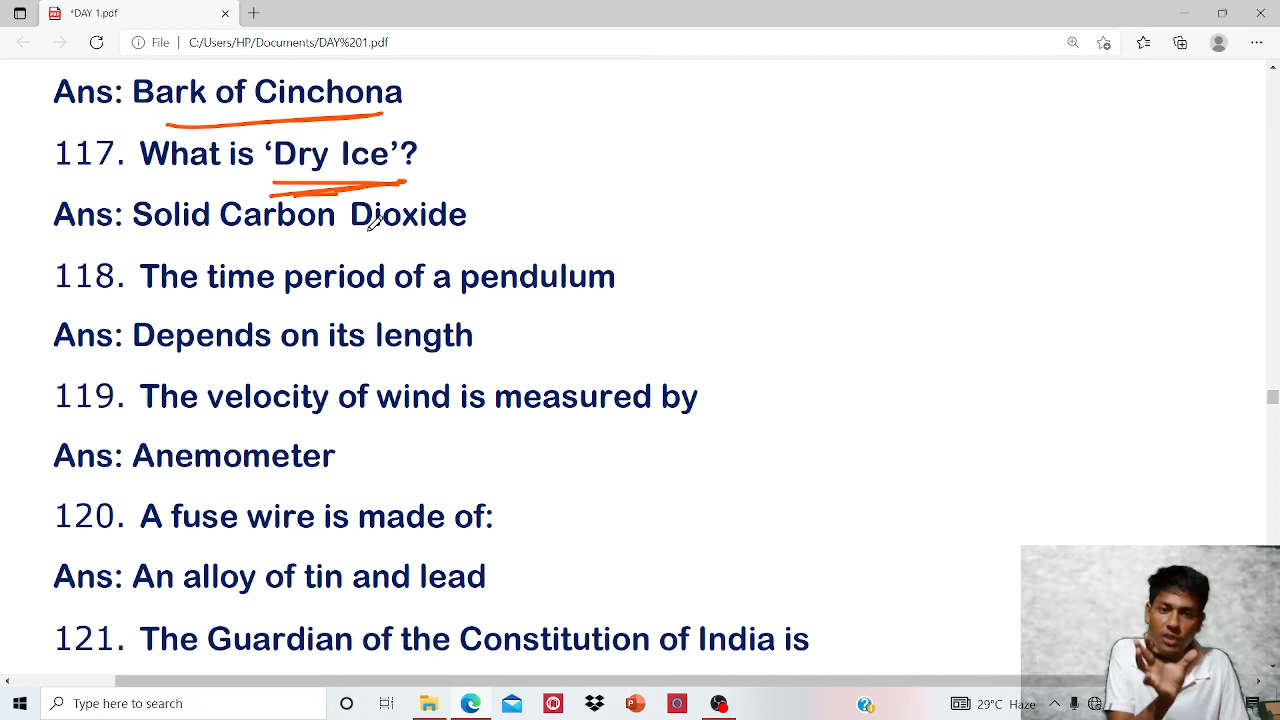 *DAY 1.pdf
File
C:/Users/HP/Documents/DAY%201.pdf
Ans: Bark of Cinchona
117. What is ‘Dry Ice’?
Ans: Solid Carbon Dioxide
118. The time period of a pendulum
Ans: Depends on its length
119. The velocity of wind is measured by
Ans: Anemometer
120. A fuse wire is made of:
Ans: An alloy of tin and lead
121. The Guardian of the Constitution of India is
Type here to search
29°C Haze